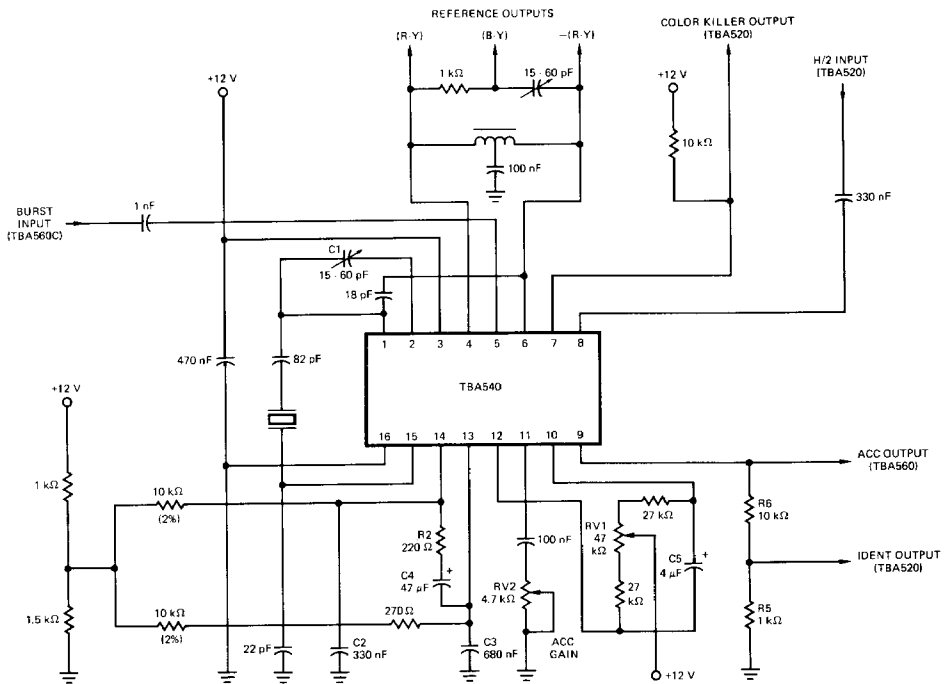 REFERENCE OUTPUTS
(R-Y)
(B-Y)
-(R-Y)
COLOR KILLER OUTPUT
(TBA520)
H/2 INPUT
(TBA520)
+12 V
1 kΩ
15 - 60 pF
+12 V
10 kΩ
100 nF
330 nF
BURST
INPUT
(TBA560C)
1 nF
C1
15 - 60 pF
18 pF
1
2
3
4
5
6
7
8
470 nF
82 pF
TBA540
+12 V
16
15
14
13
12
11
10
9
ACC OUTPUT
(TBA560)
1 kΩ
10 kΩ
(2%)
R2
220 Ω
100 nF
27 kΩ
RV1
47
kΩ
R6
10 kΩ
C4
47 µF
+
RV2
4.7 kΩ
C5
4 µF
+
IDENT OUTPUT
(TBA520)
1.5 kΩ
10 kΩ
(2%)
270 Ω
27
kΩ
R5
1 kΩ
22 pF
C2
330 nF
C3
680 nF
ACC
GAIN
+12 V